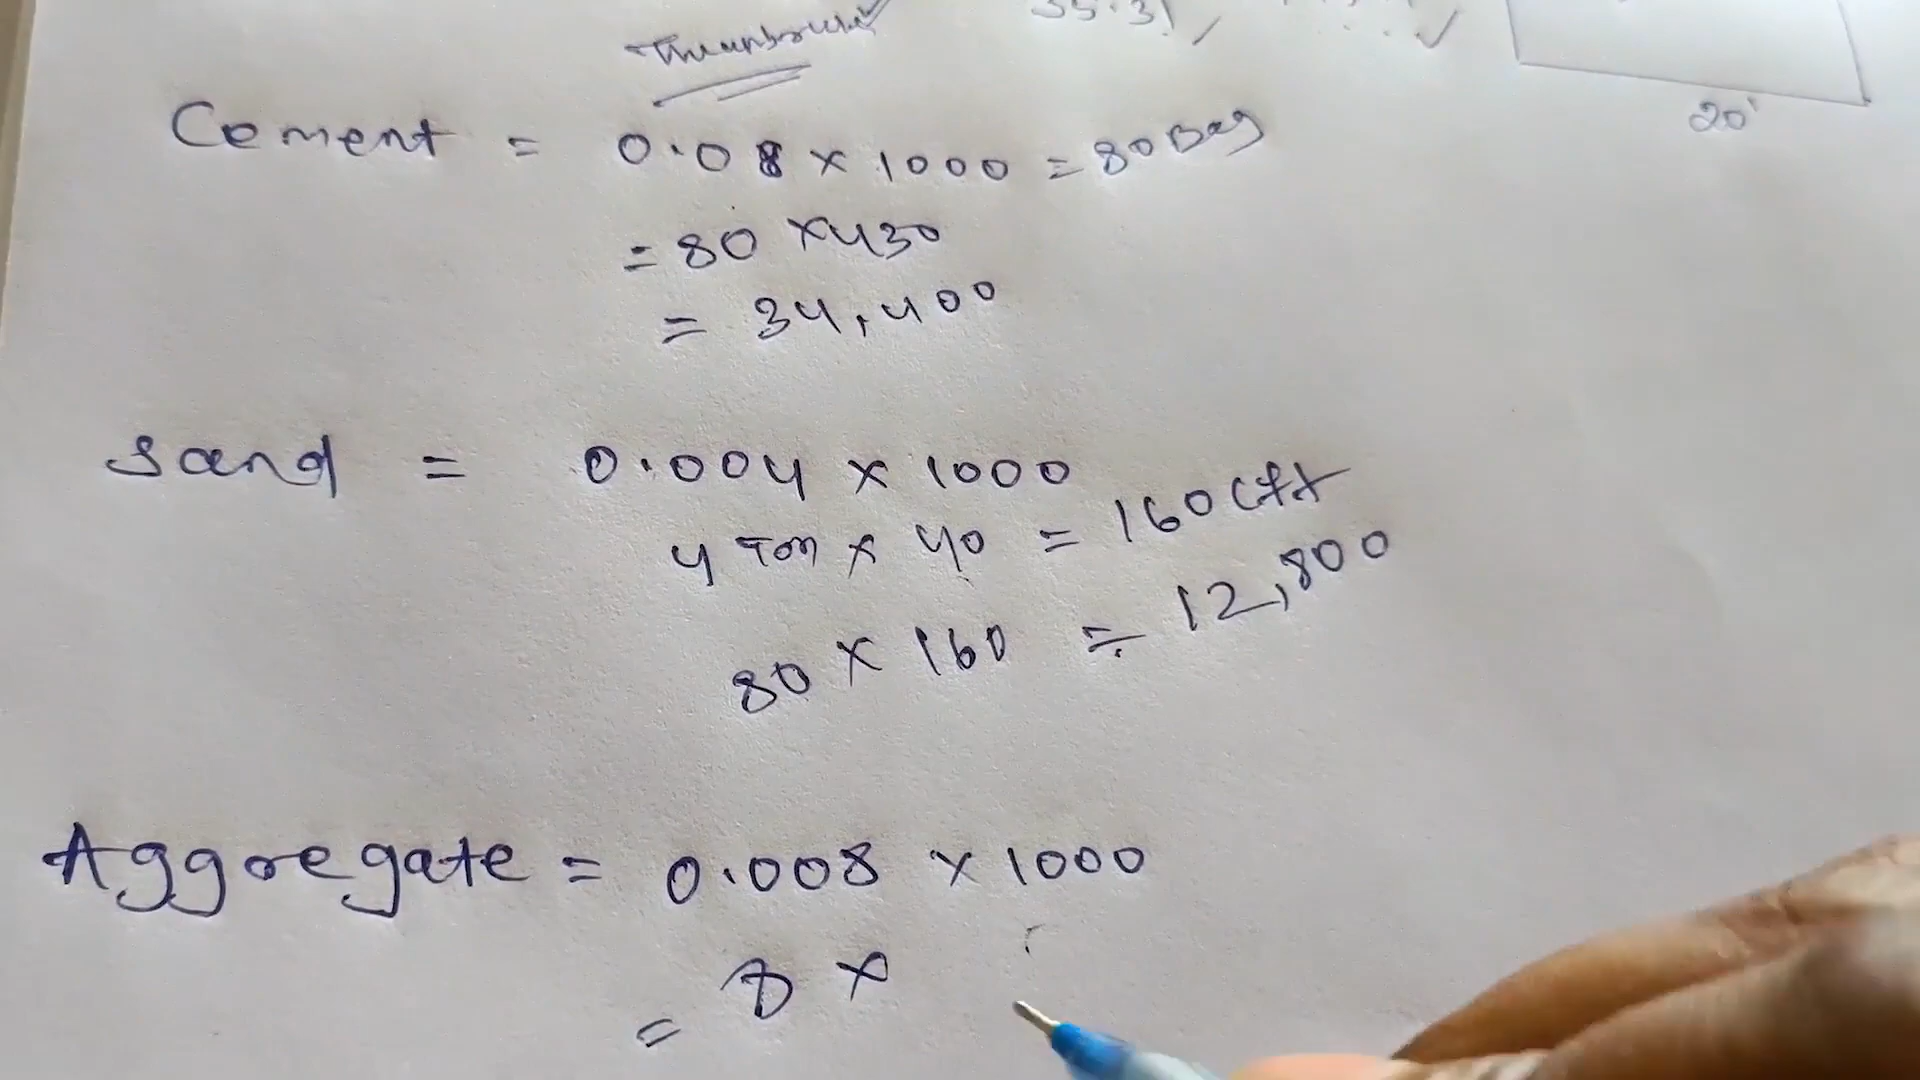 Thumbrule
20'
Cement = 0.08 x 1000 = 80 Bag
= 80 x 430
= 34,400
Sand = 0.004 x 1000
4 Ton x 40 = 160 Cft
80 x 160 = 12,800
Aggregate = 0.008 x 1000
= 8 x